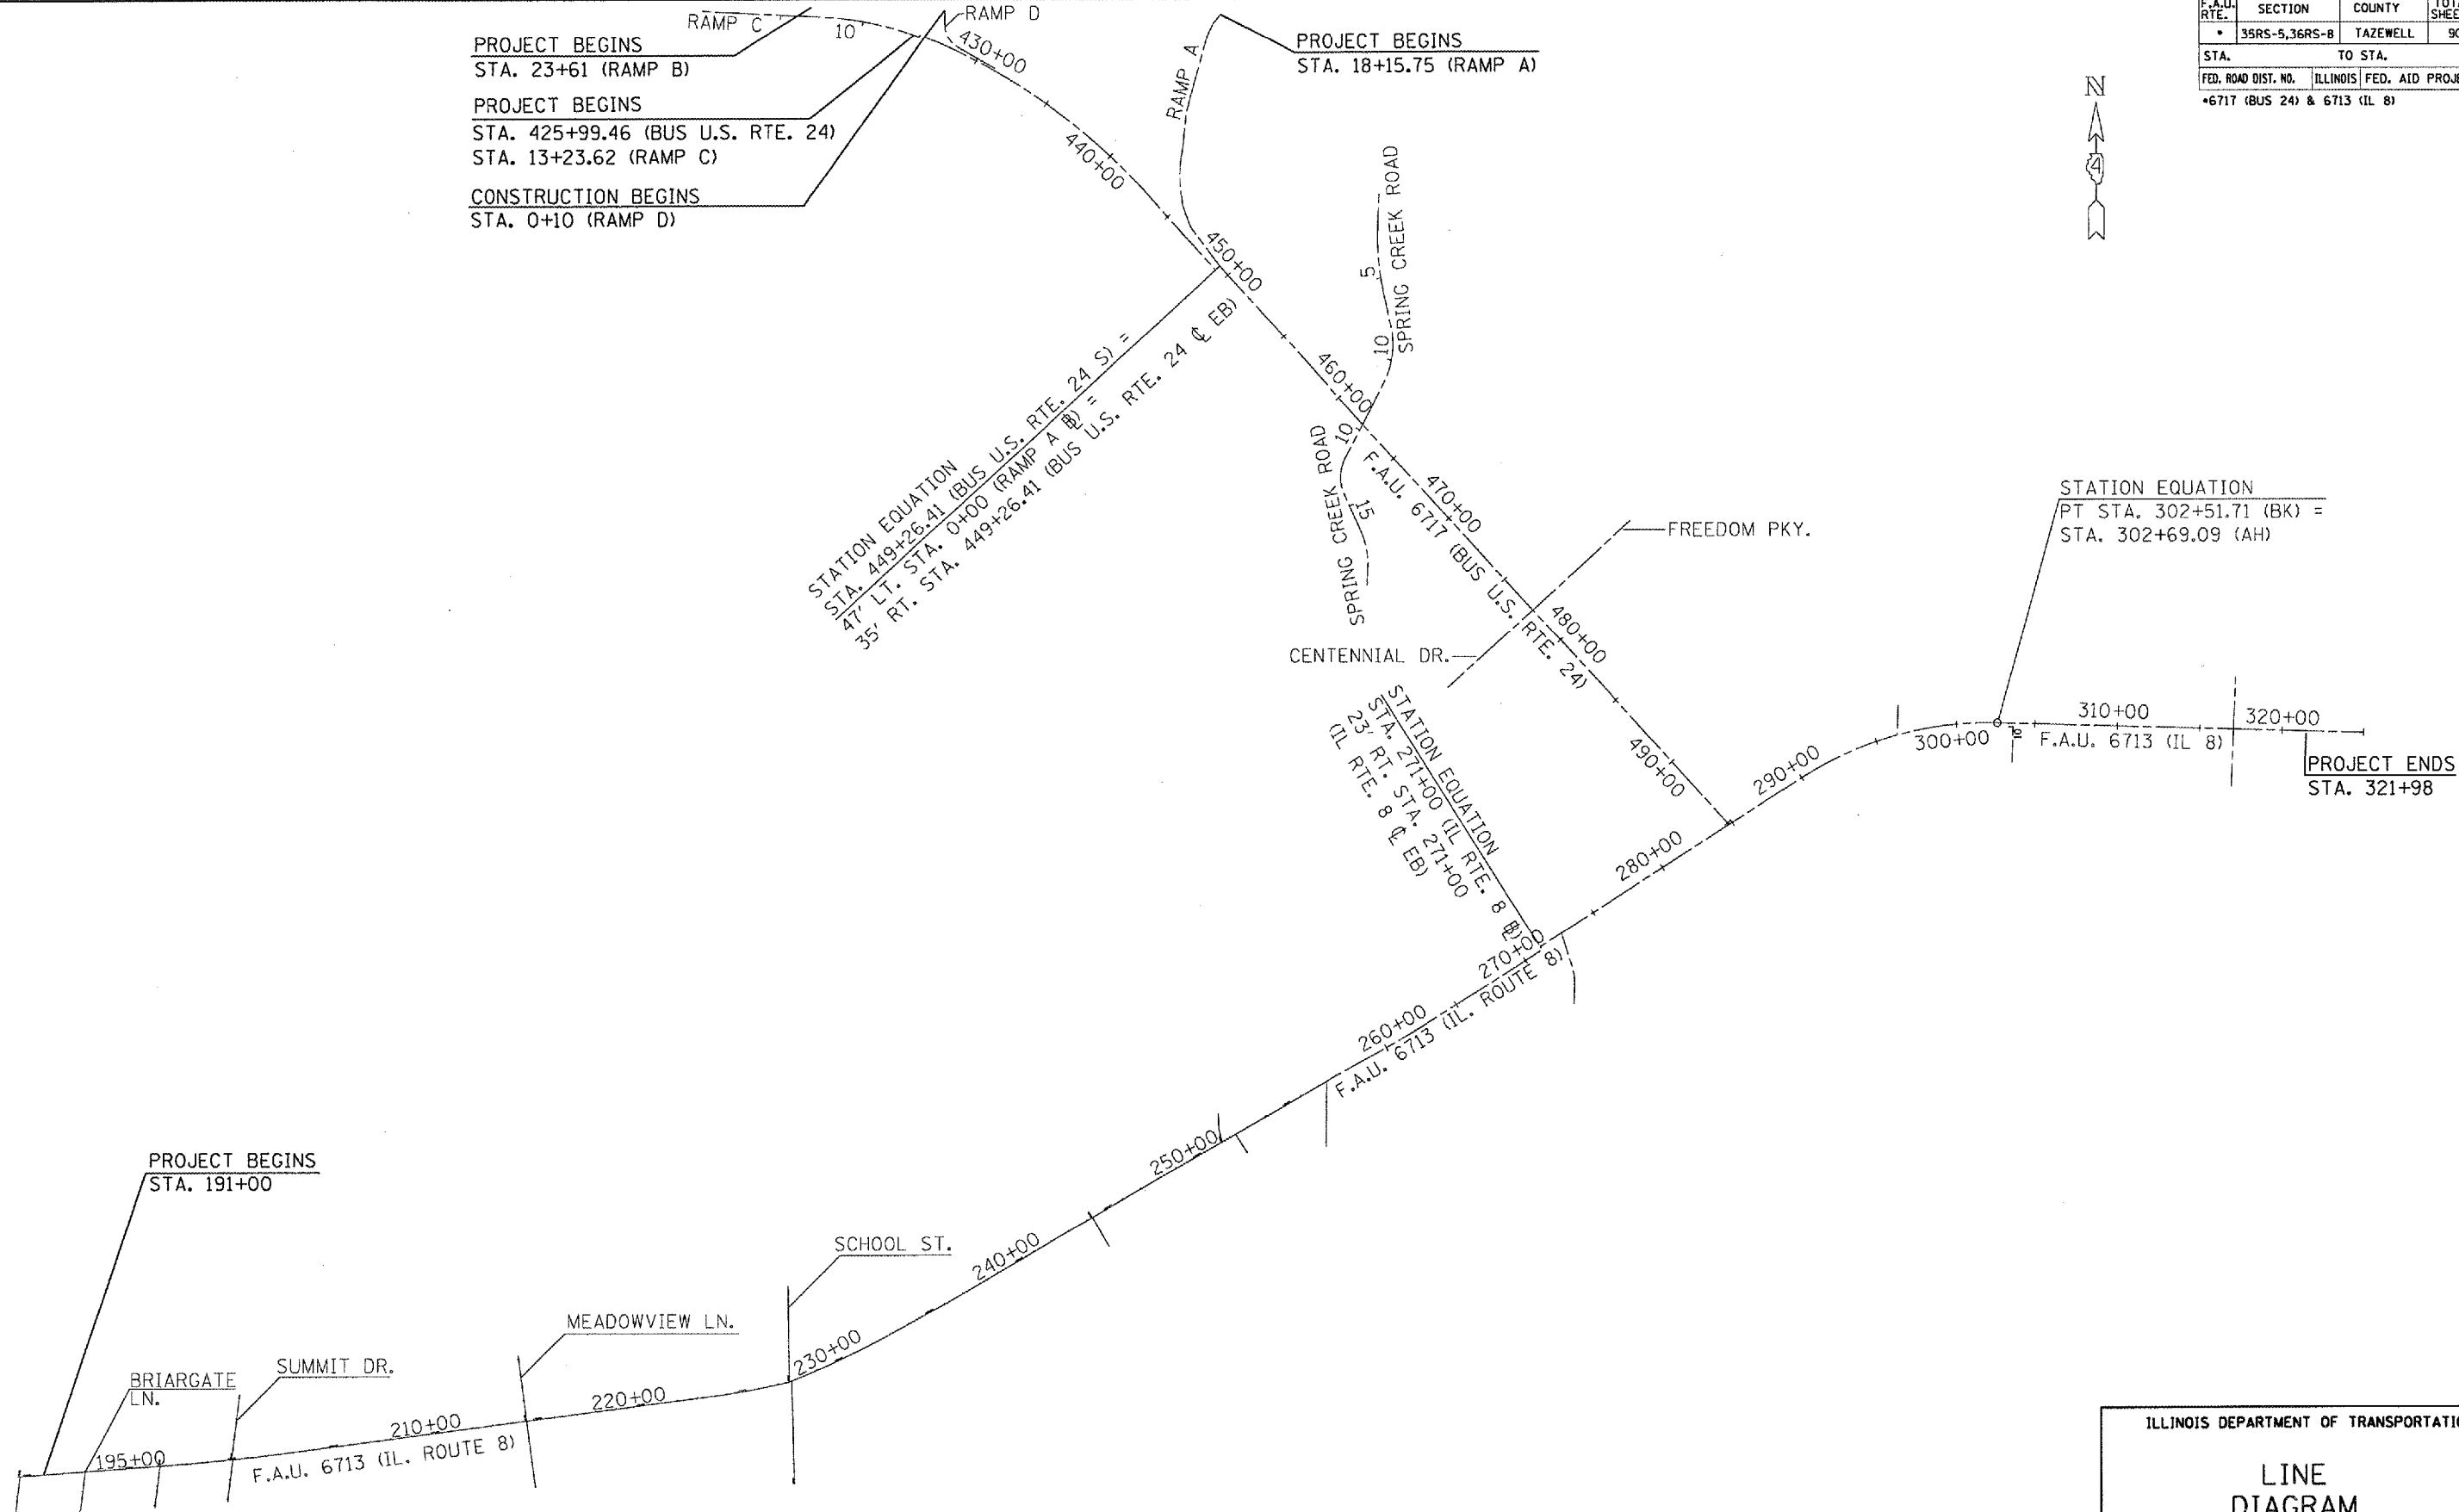 RAMP C
10
RAMP D
430+00
PROJECT BEGINS
STA. 23+61 (RAMP B)
PROJECT BEGINS
STA. 425+99.46 (BUS U.S. RTE. 24)
STA. 13+23.62 (RAMP C)
CONSTRUCTION BEGINS
STA. 0+10 (RAMP D)
RAMP A
PROJECT BEGINS
STA. 18+15.75 (RAMP A)
F.A.U. RTE.
SECTION
COUNTY
• 35RS-5,36RS-8 TAZEWELL 90
STA. TO STA.
FED. ROAD DIST. NO. ILLINOIS FED. AID
•6717 (BUS 24) & 6713 (IL 8)
N
4
440+00
450+00
5
SPRING CREEK ROAD
10
460+00
STATION EQUATION
STA. 449+26.41 (BUS U.S. RTE. 24 S) =
47' LT. STA. 0+00 (RAMP A ) =
35' RT. STA. 449+26.41 (BUS U.S. RTE. 24 ℄ EB)
10
SPRING CREEK ROAD
15
F.A.U. 6717 (BUS U.S. RTE. 24)
470+00
FREEDOM PKY.
CENTENNIAL DR.
480+00
490+00
STATION EQUATION
PT STA. 302+51.71 (BK) =
STA. 302+69.09 (AH)
STATION EQUATION
STA. 271+00 (IL RTE. 8 )
23' RT. STA. 271+00
(IL RTE. 8 ℄ EB)
290+00
300+00
310+00
320+00
F.A.U. 6713 (IL 8)
PROJECT ENDS
STA. 321+98
280+00
270+00
260+00
F.A.U. 6713 (IL. ROUTE 8)
250+00
240+00
PROJECT BEGINS
STA. 191+00
SCHOOL ST.
MEADOWVIEW LN.
230+00
BRIARGATE
LN.
SUMMIT DR.
220+00
210+00
195+00
F.A.U. 6713 (IL. ROUTE 8)
ILLINOIS DEPARTMENT OF
LINE
DIAGRAM